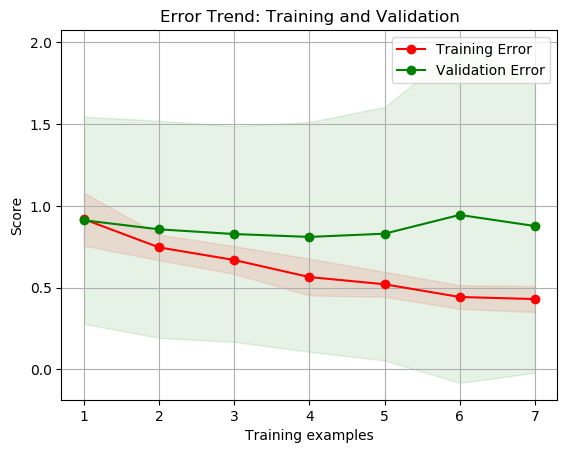 Error Trend: Training and Validation
Training Error
Validation Error
2.0
1.5
1.0
0.5
0.0
Score
1 2 3 4 5 6 7
Training examples